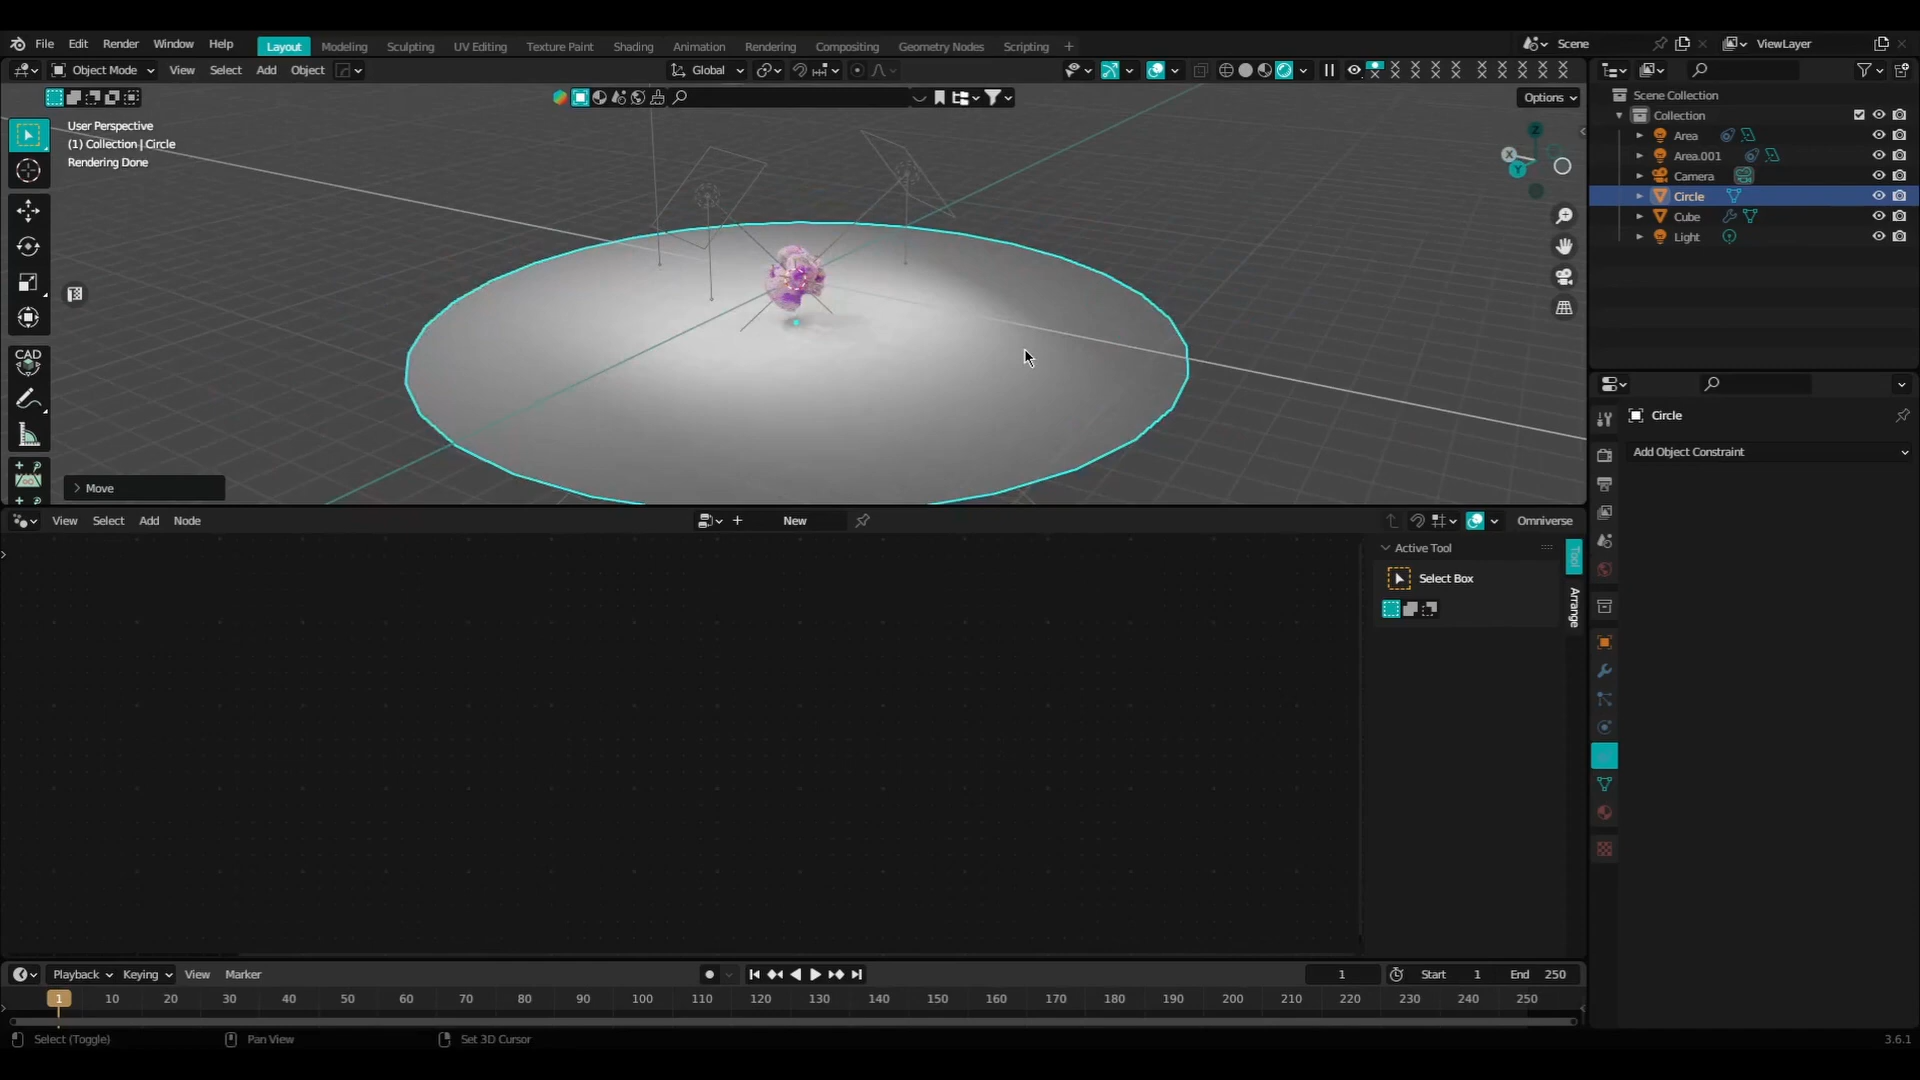 File Edit Render Window Help Layout Modeling Sculpting UV Editing Texture Paint Shading Animation Rendering Compositing Geometry Nodes Scripting + Scene ViewLayer
Object Mode View Select Add Object Global
Options
User Perspective
(1) Collection | Circle
Rendering Done
Z
X
Y
CAD
> Move
Scene Collection
Collection
Area
Area.001
Camera
Circle
Cube
Light
Circle
Add Object Constraint
View Select Add Node + New Omniverse
Active Tool
Select Box
Tool
Arrange
Playback Keying View Marker 1 Start 1 End 250
1 10 20 30 40 50 60 70 80 90 100 110 120 130 140 150 160 170 180 190 200 210 220 230 240 250
Select (Toggle) Pan View Set 3D Cursor 3.6.1